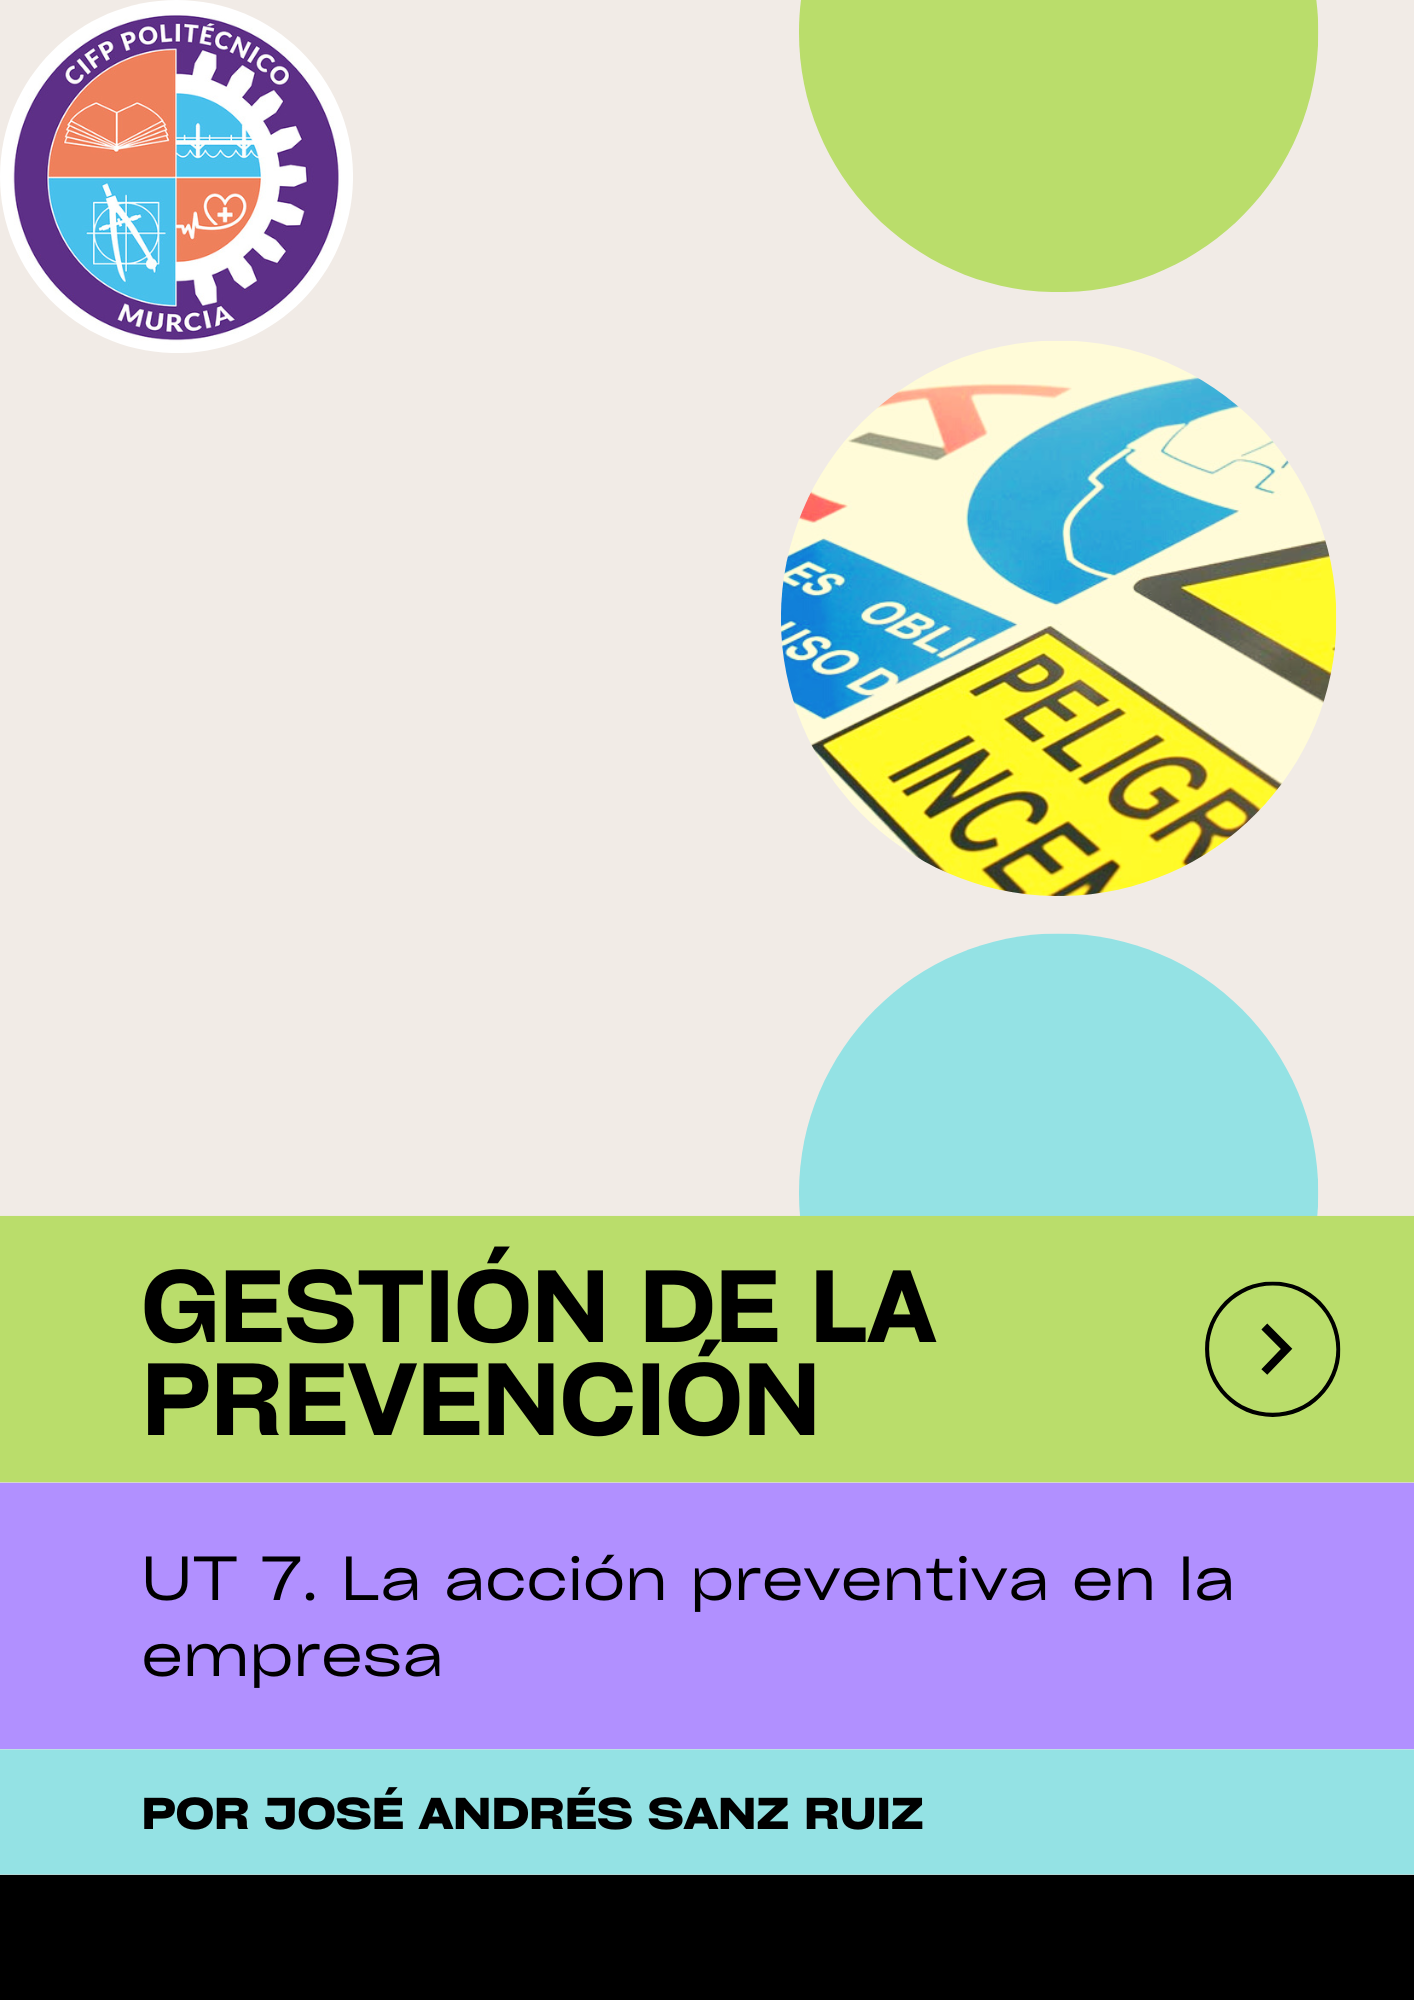 CIFP POLITÉCNICO
MURCIA
ES OBLI
USO D
PELIGR
INCEN
GESTIÓN DE LA
PREVENCIÓN
UT 7. La acción preventiva en la
empresa
POR JOSÉ ANDRÉS SANZ RUIZ